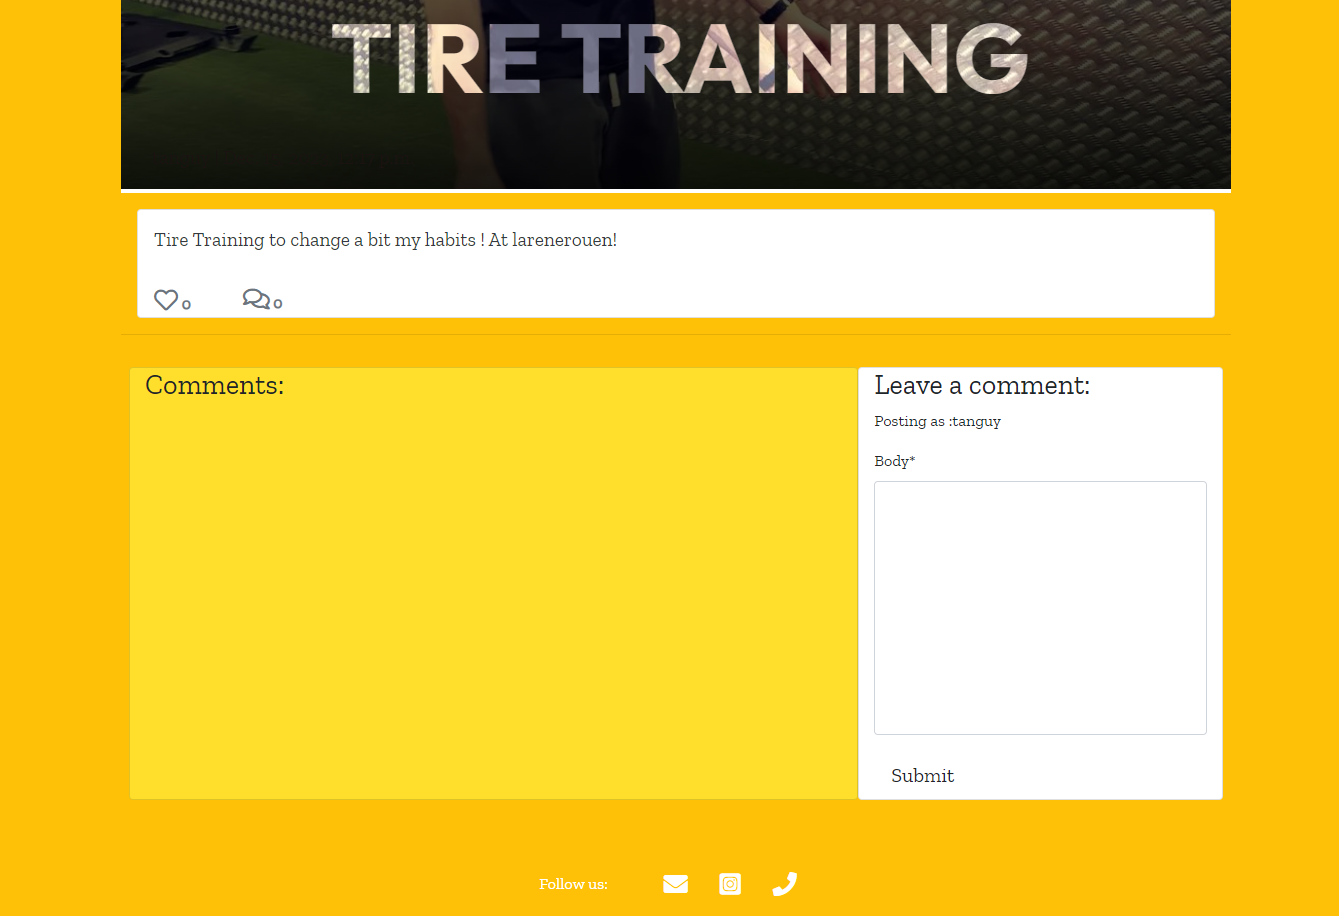 TIRE TRAINING
Tire Training to change a bit my habits ! At larenerouen!
0 0
Comments:
Leave a comment:
Posting as :tanguy
Body*
Submit
Follow us: